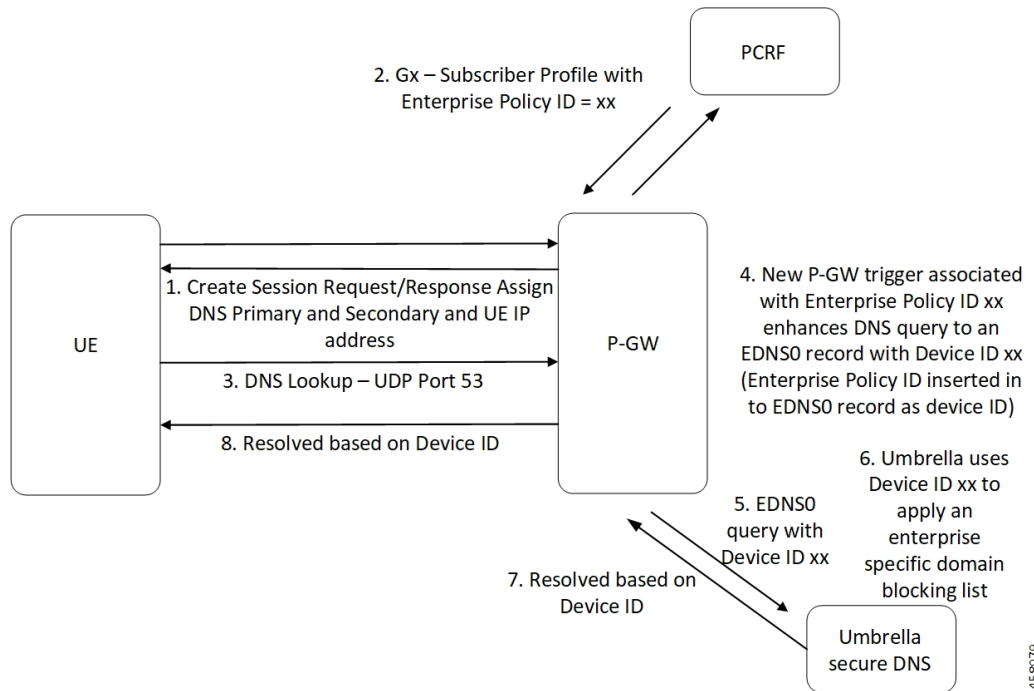 PCRF
2. Gx – Subscriber Profile with
Enterprise Policy ID = xx
UE
1. Create Session Request/Response Assign
DNS Primary and Secondary and UE IP
address
3. DNS Lookup – UDP Port 53
8. Resolved based on Device ID
P-GW
4. New P-GW trigger associated
with Enterprise Policy ID xx
enhances DNS query to an
EDNS0 record with Device ID xx
(Enterprise Policy ID inserted in
to EDNS0 record as device ID)
5. EDNS0
query with
Device ID xx
6. Umbrella uses
Device ID xx to
apply an
enterprise
specific domain
blocking list
7. Resolved based on
Device ID
Umbrella
secure DNS